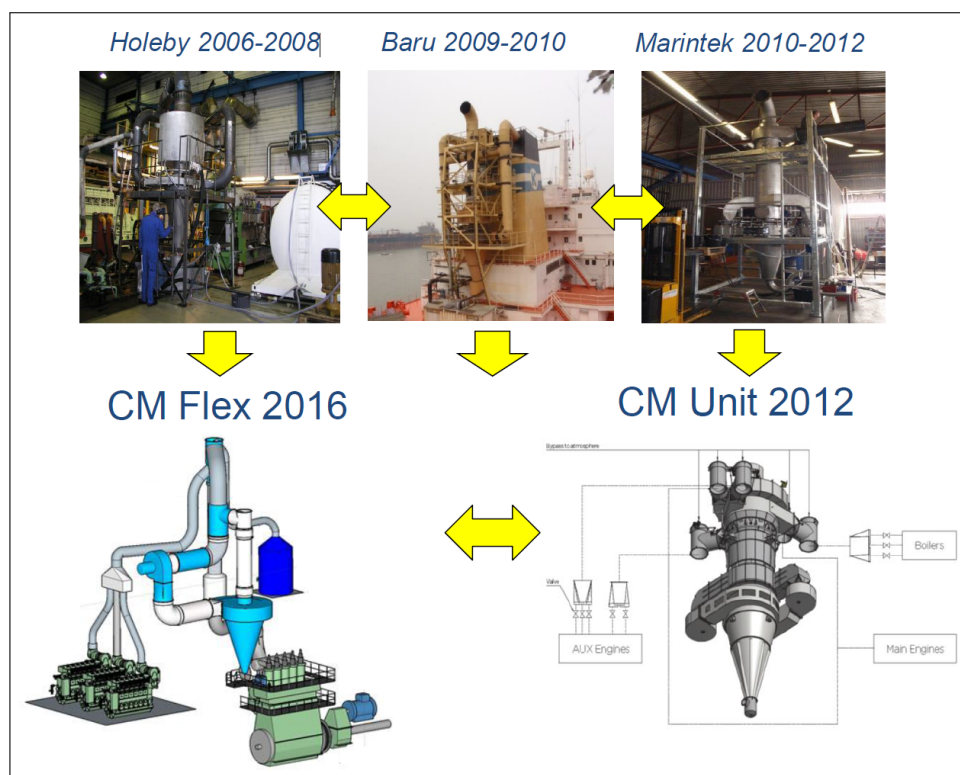 Holeby 2006-2008
Baru 2009-2010
Marintek 2010-2012
CM Flex 2016
CM Unit 2012
Bypass to atmosphere
Boilers
Valve
AUX Engines
Main Engines